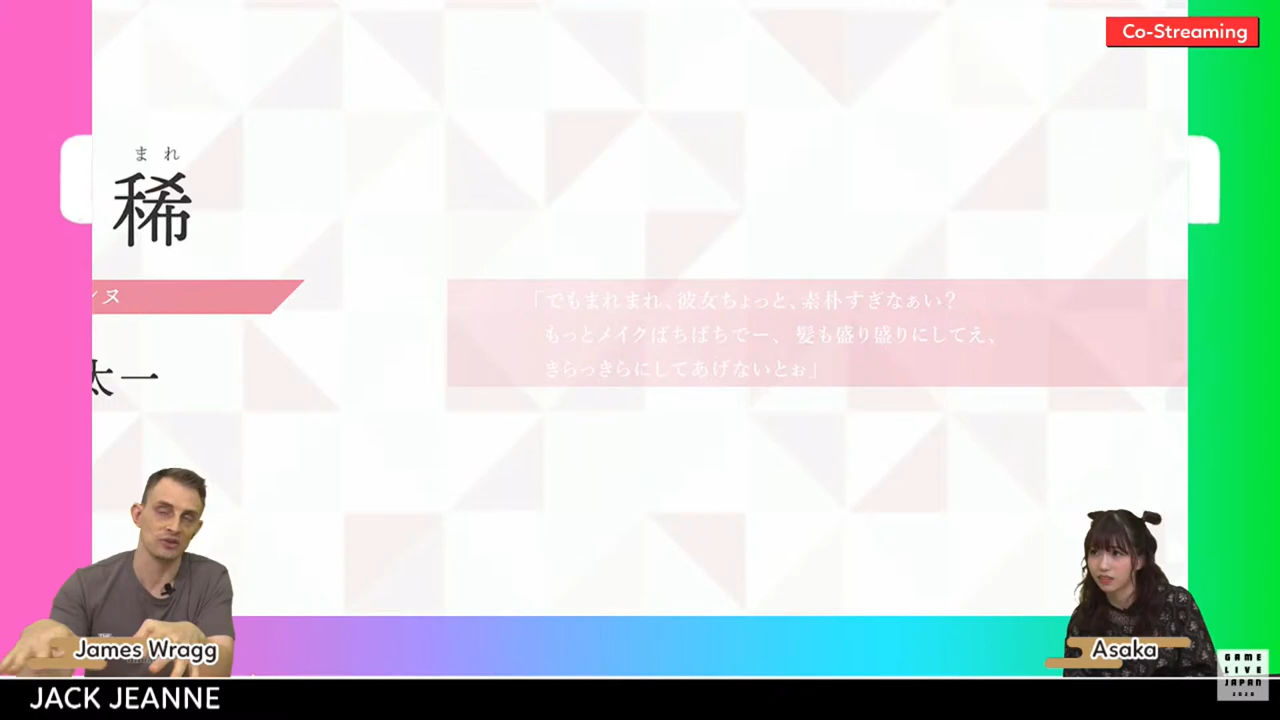 Co-Streaming
まれ
稀
ンヌ
「でもまれまれ、彼女ちょっと、素朴すぎなぁい？
もっとメイクばちばちでー、髪も盛り盛りにしてえ、
きらっきらにしてあげないとぉ」
太一
James Wragg
Asaka
GAME
LIVE
JAPAN
JACK JEANNE